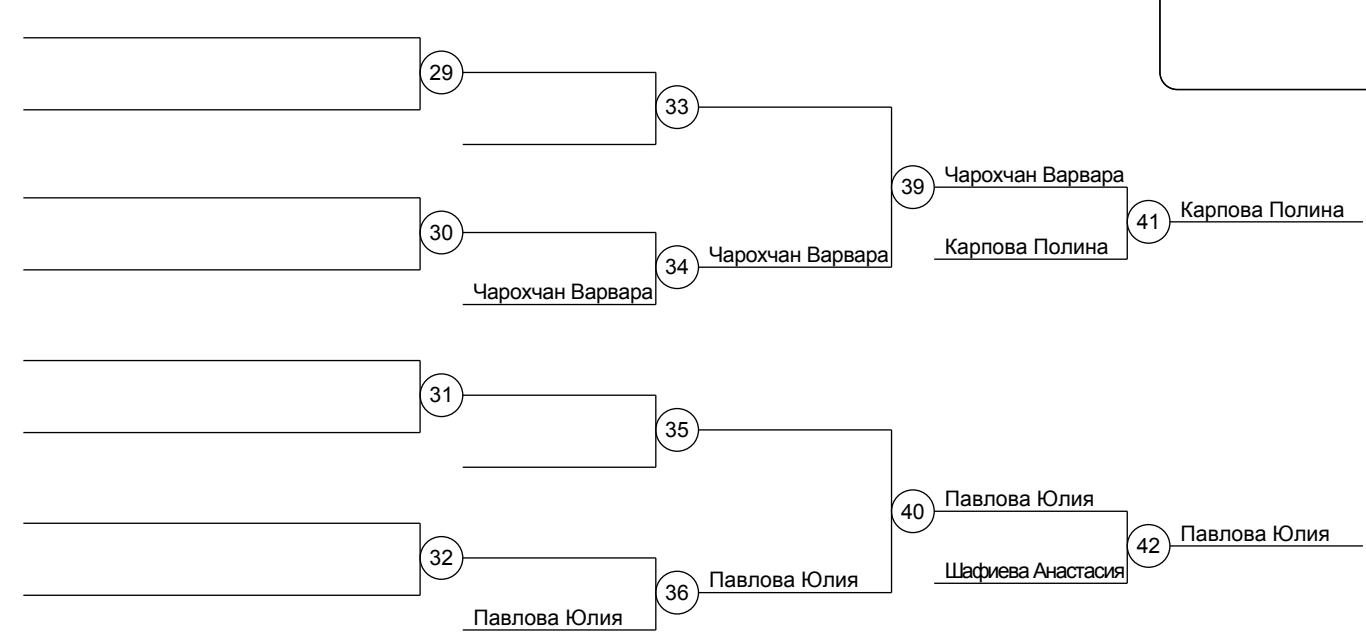 29
33
39
Чарохчан Варвара
41
Карпова Полина
30
34
Чарохчан Варвара
Карпова Полина
Чарохчан Варвара
31
35
40
Павлова Юлия
42
Павлова Юлия
32
36
Павлова Юлия
Шафиева Анастасия
Павлова Юлия